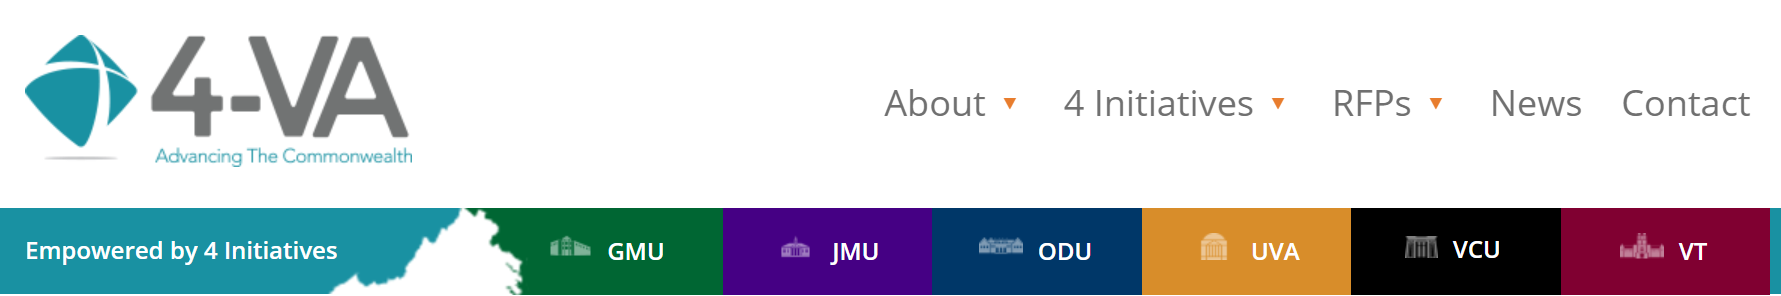 4-VA
Advancing The Commonwealth
About 4 Initiatives RFPs News Contact
Empowered by 4 Initiatives GMU JMU ODU UVA VCU VT